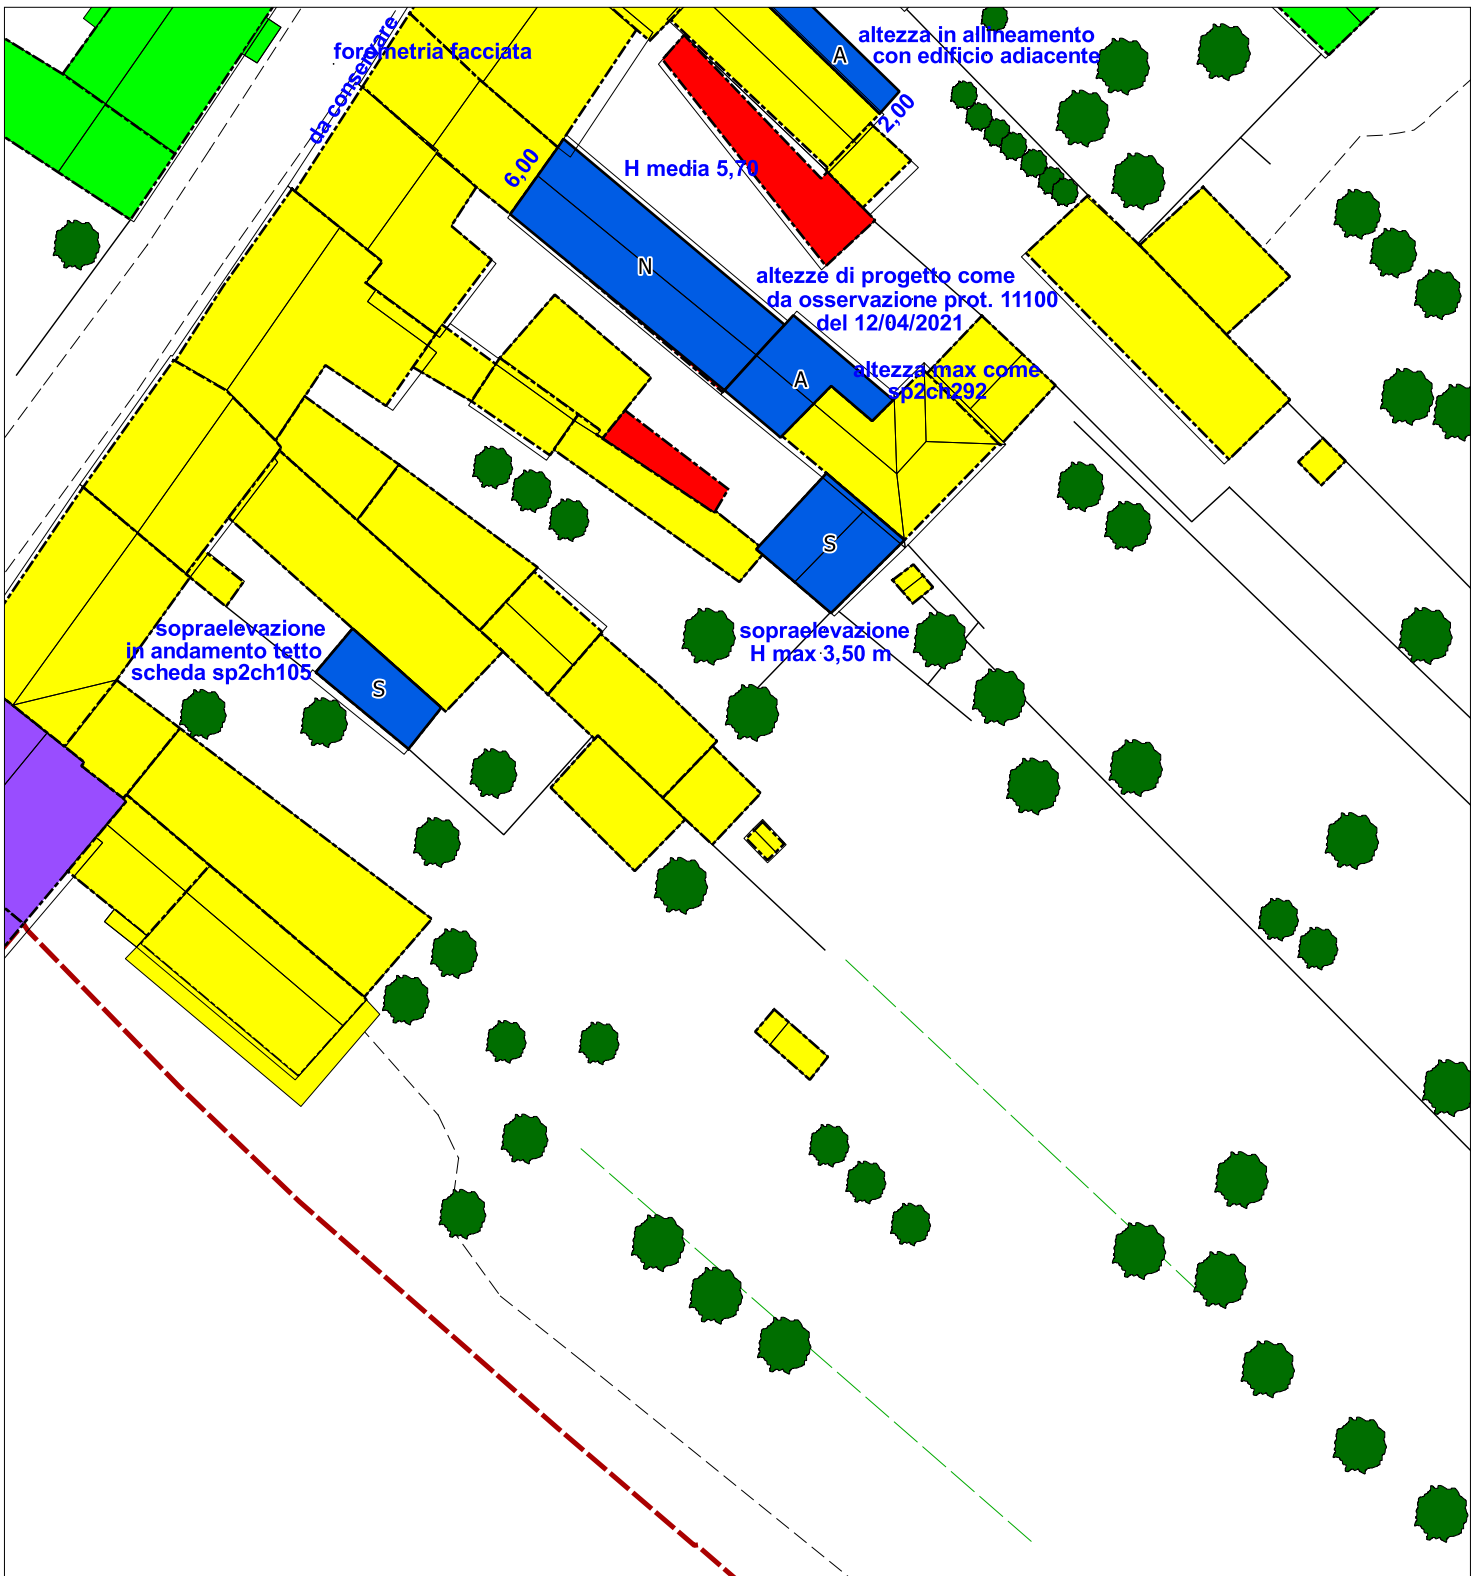 forometria facciata
da conservare
altezza in allineamento
con edificio adiacente
A
2,00
6,00
H media 5,70
N
altezze di progetto come
da osservazione prot. 11100
del 12/04/2021
A
altezza max come
sp2ch292
S
sopraelevazione
H max 3,50 m
sopraelevazione
in andamento tetto
scheda sp2ch105
S